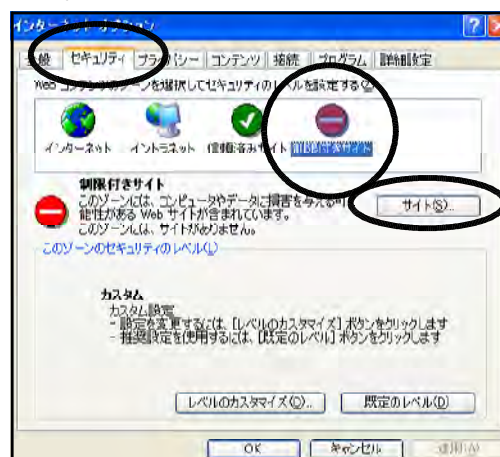 インターネット オプション
全般 セキュリティ プライバシー コンテンツ 接続 プログラム 詳細設定
Web コンテンツのゾーンを選択してセキュリティのレベルを設定する(Z)
インターネット イントラネット 信頼済みサイト 制限付きサイト
制限付きサイト
このゾーンには、コンピュータやデータに損害を与える可
能性がある Web サイトが含まれています。
このゾーンには、サイトがありません。
サイト(S)...
このゾーンのセキュリティのレベル(L)
カスタム
カスタム設定
- 設定を変更するには、[レベルのカスタマイズ] ボタンをクリックします
- 推奨設定を使用するには、[既定のレベル] ボタンをクリックします
レベルのカスタマイズ(C)... 既定のレベル(D)
OK キャンセル 適用(A)